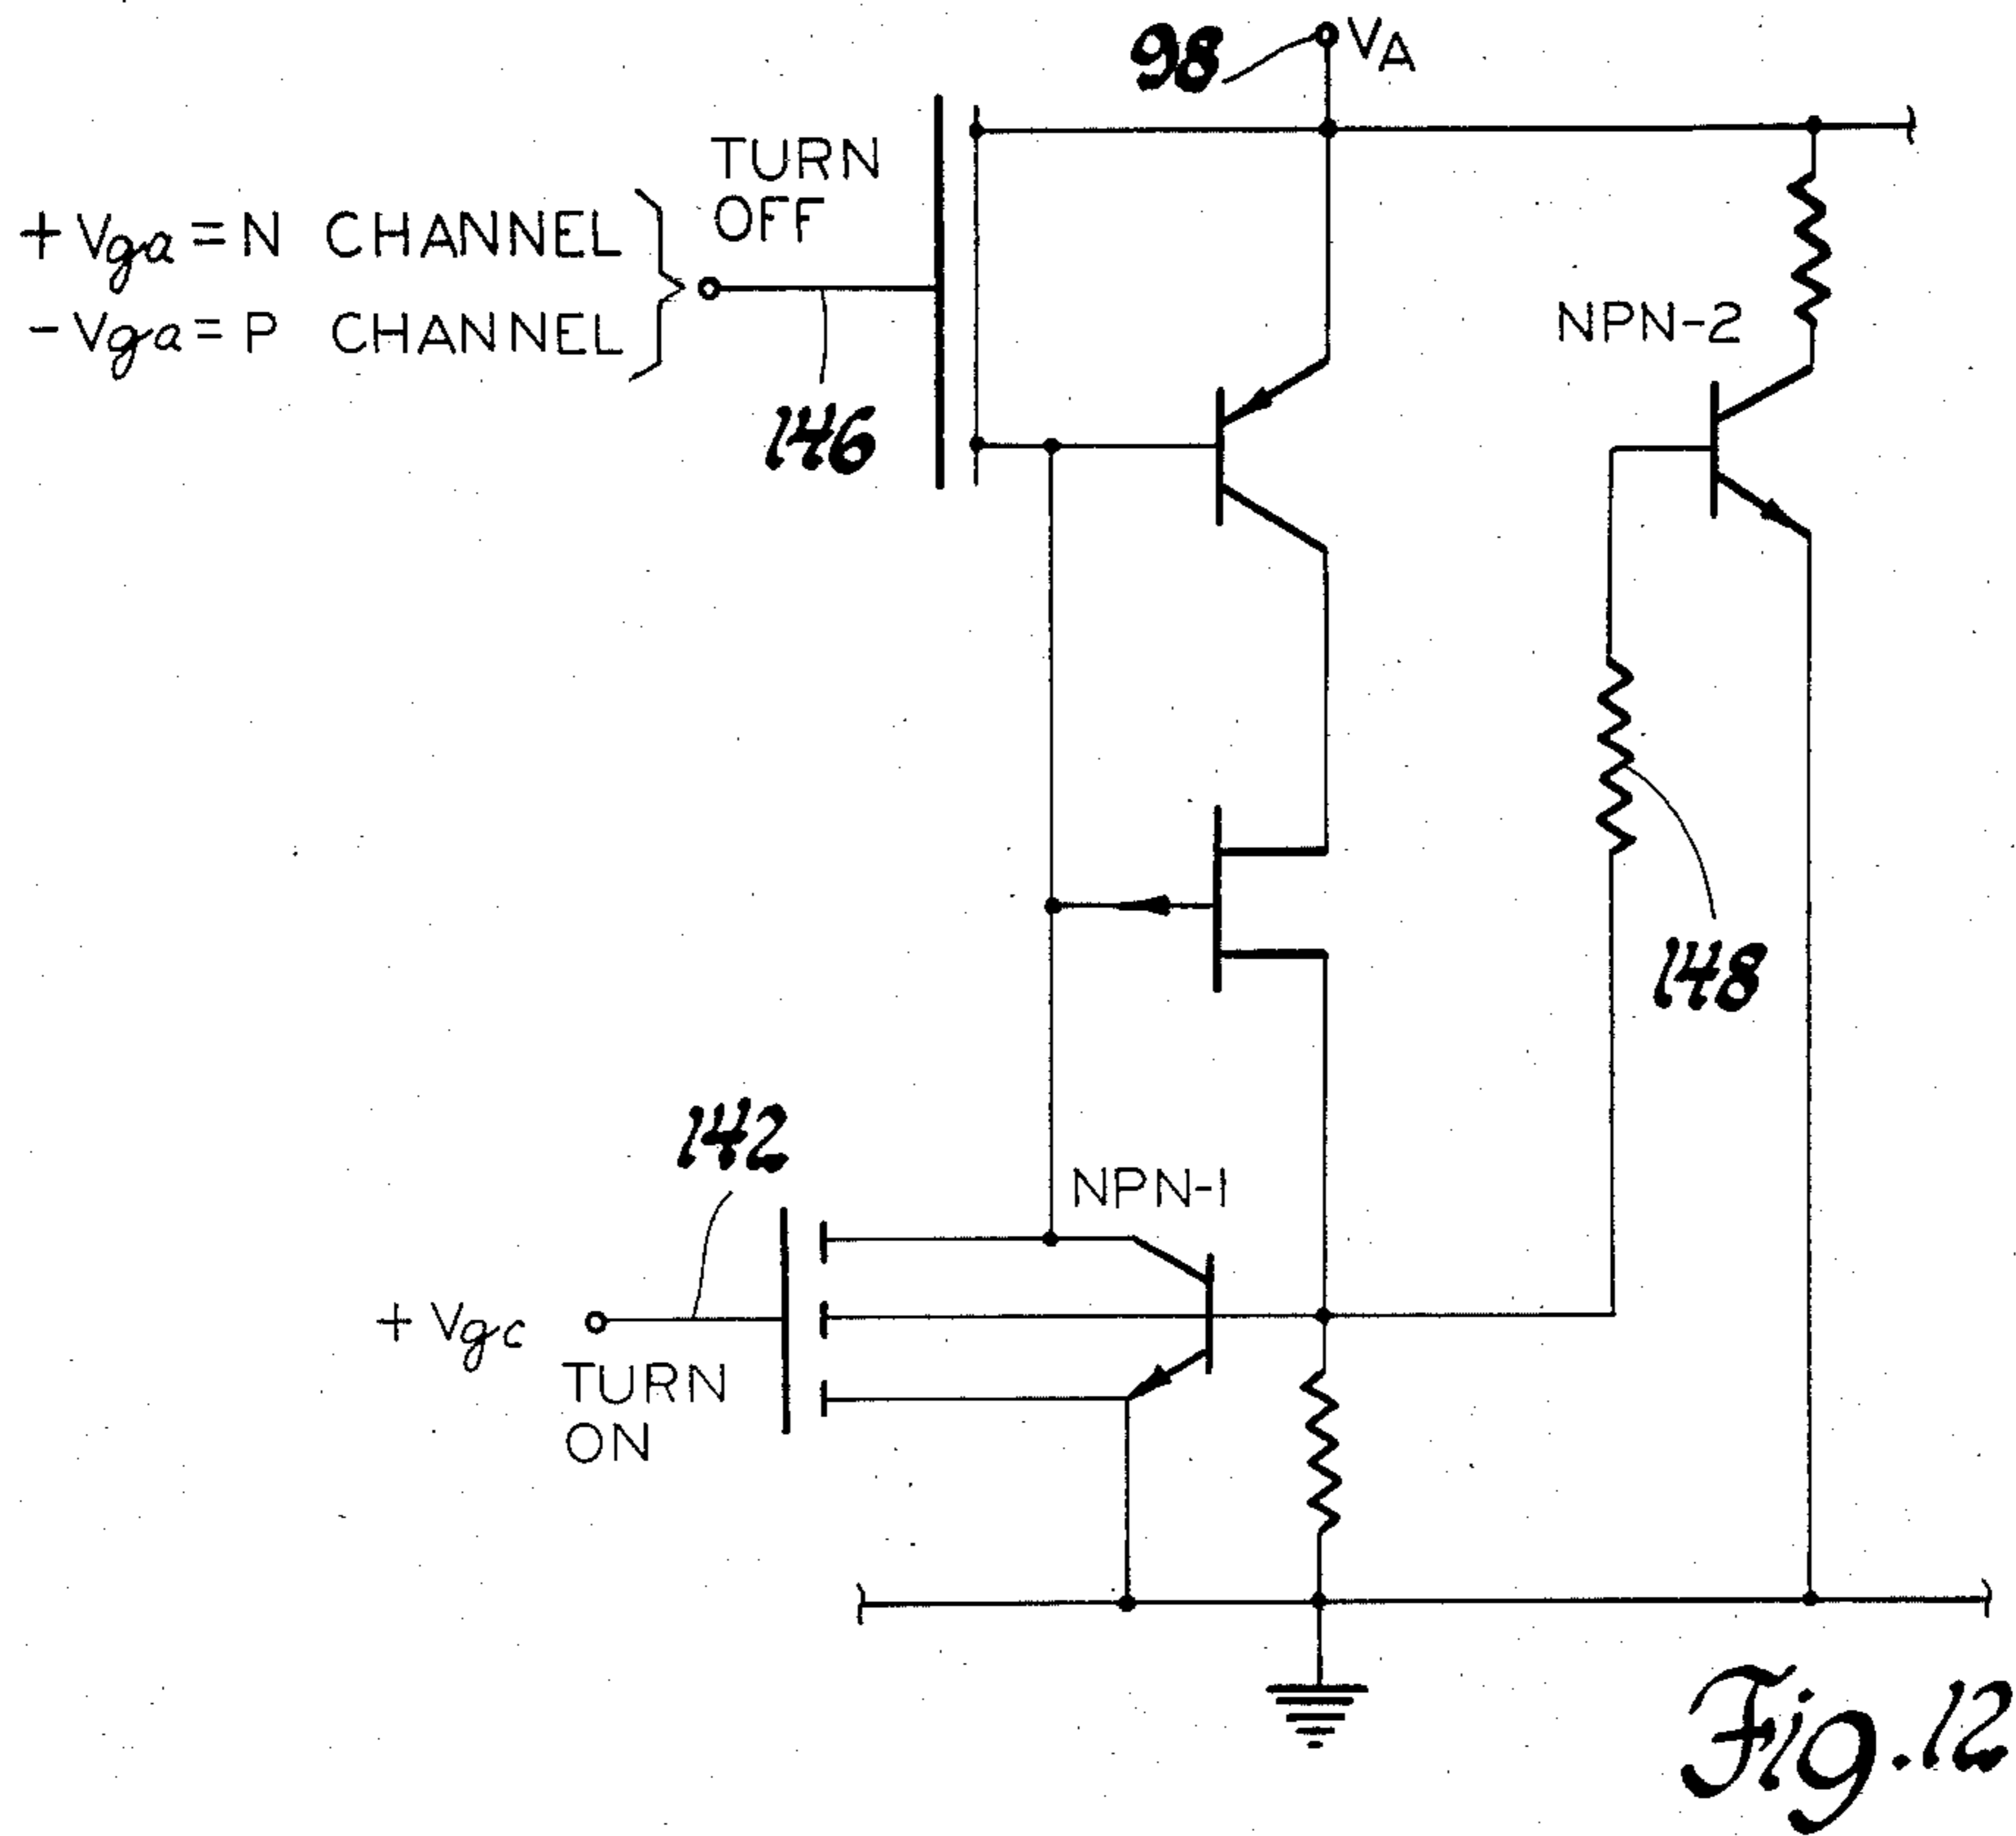 98
VA
TURN
OFF
+ Vga = N CHANNEL
- Vga = P CHANNEL
146
NPN-2
148
142
NPN-1
+ Vgc
TURN
ON
Fig. 12